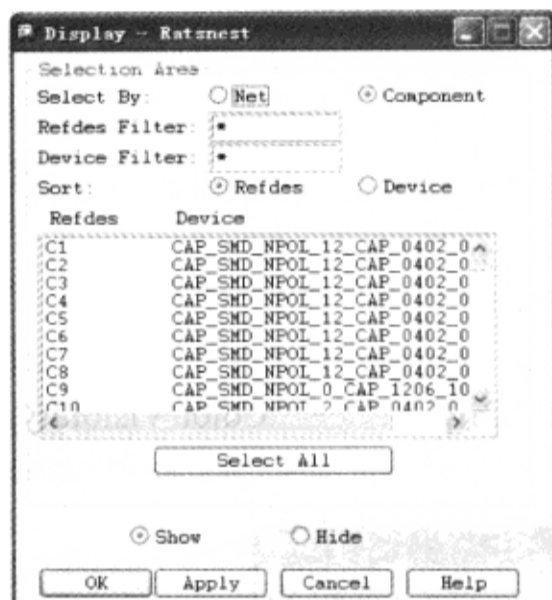 Display - Ratsnest
Selection Area
Select By: Net Component
Refdes Filter: *
Device Filter: *
Sort: Refdes Device
Refdes Device
C1 CAP_SMD_NPOL_12_CAP_0402_0
C2 CAP_SMD_NPOL_12_CAP_0402_0
C3 CAP_SMD_NPOL_12_CAP_0402_0
C4 CAP_SMD_NPOL_12_CAP_0402_0
C5 CAP_SMD_NPOL_12_CAP_0402_0
C6 CAP_SMD_NPOL_12_CAP_0402_0
C7 CAP_SMD_NPOL_12_CAP_0402_0
C8 CAP_SMD_NPOL_12_CAP_0402_0
C9 CAP_SMD_NPOL_0_CAP_1206_10
C10 CAP_SMD_NPOL_2_CAP_0402_0
Select All
Show Hide
OK Apply Cancel Help